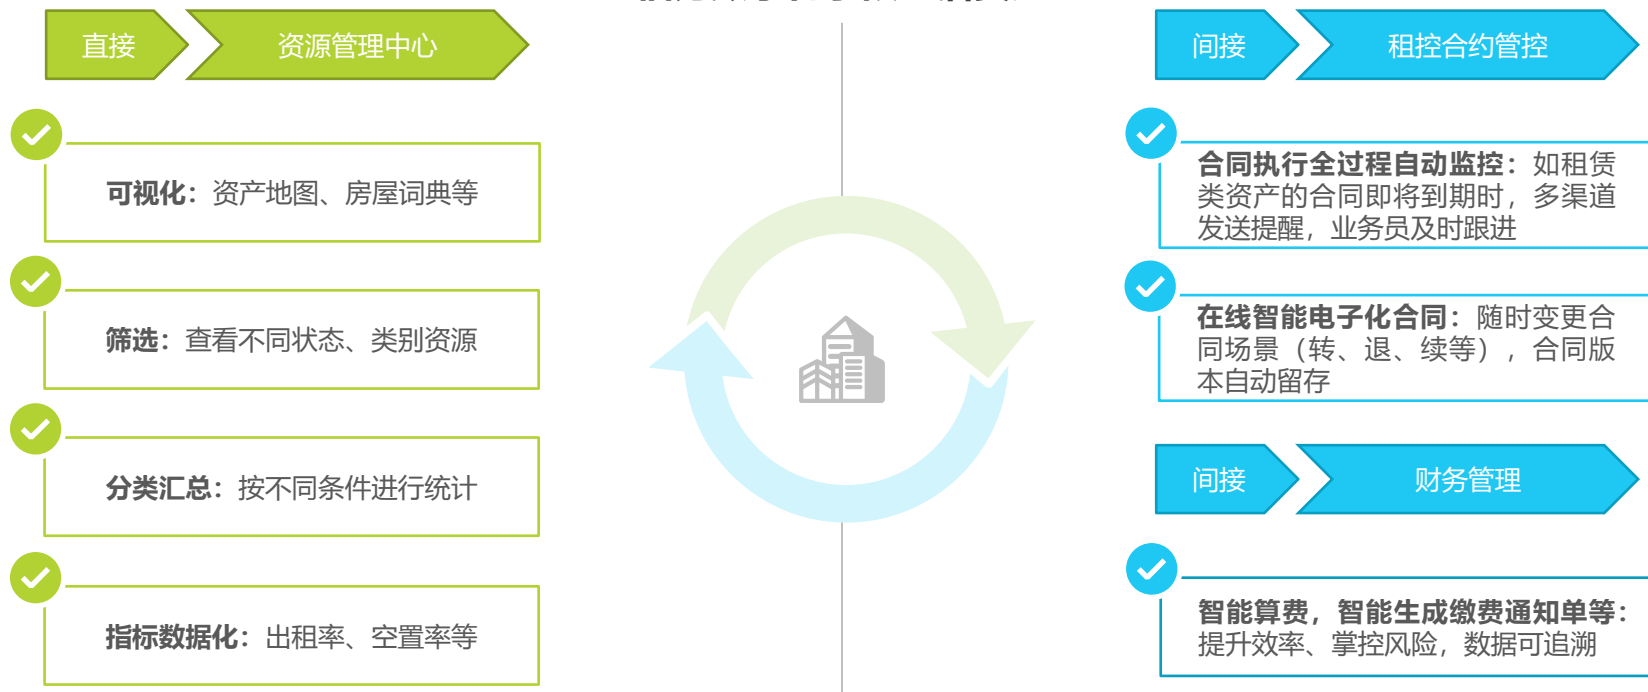 直接
资源管理中心
可视化：资产地图、房屋词典等
筛选：查看不同状态、类别资源
分类汇总：按不同条件进行统计
指标数据化：出租率、空置率等
间接
租控合约管控
合同执行全过程自动监控：如租赁
类资产的合同即将到期时，多渠道
发送提醒，业务员及时跟进
在线智能电子化合同：随时变更合
同场景（转、退、续等），合同版
本自动留存
间接
财务管理
智能算费，智能生成缴费通知单等：
提升效率、掌控风险，数据可追溯